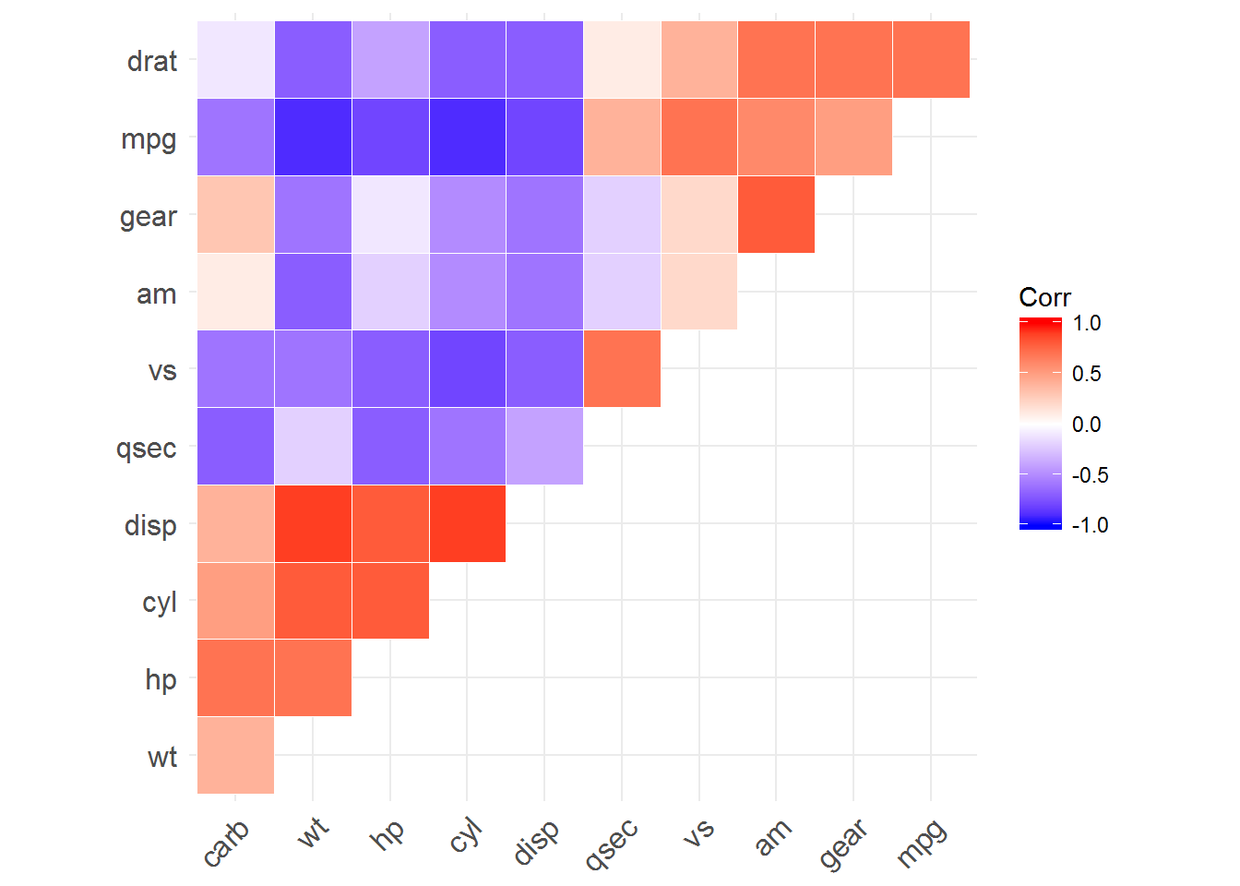 drat
mpg
gear
am
vs
qsec
disp
cyl
hp
wt
carb wt hp cyl disp qsec vs am gear mpg
Corr
1.0
0.5
0.0
-0.5
-1.0